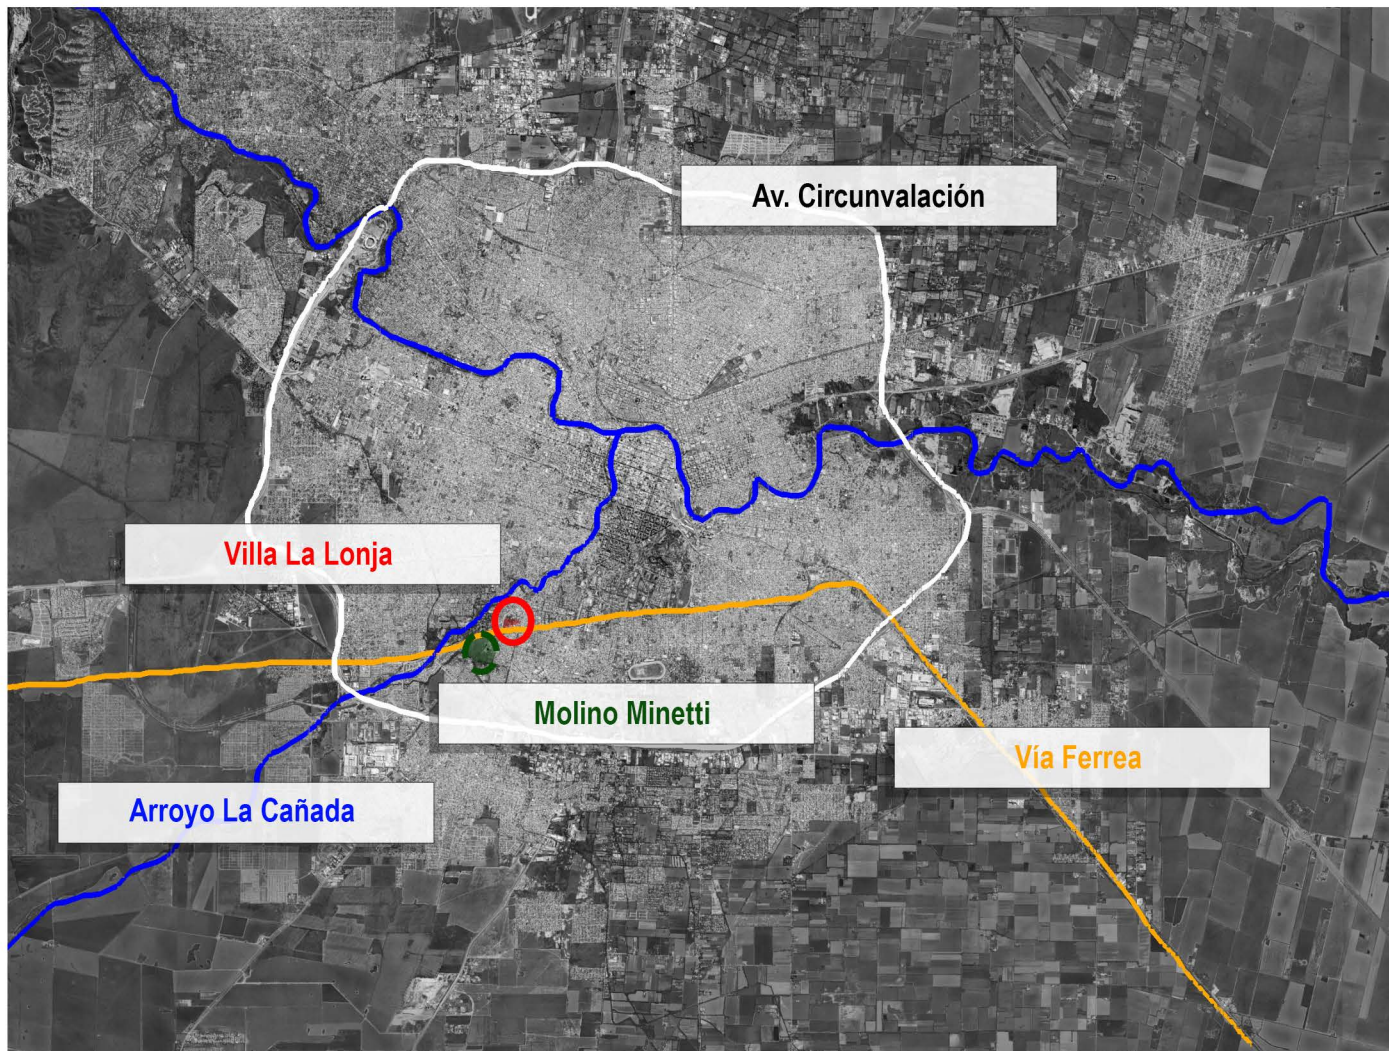 Av. Circunvalación
Villa La Lonja
Molino Minetti
Vía Ferrea
Arroyo La Cañada